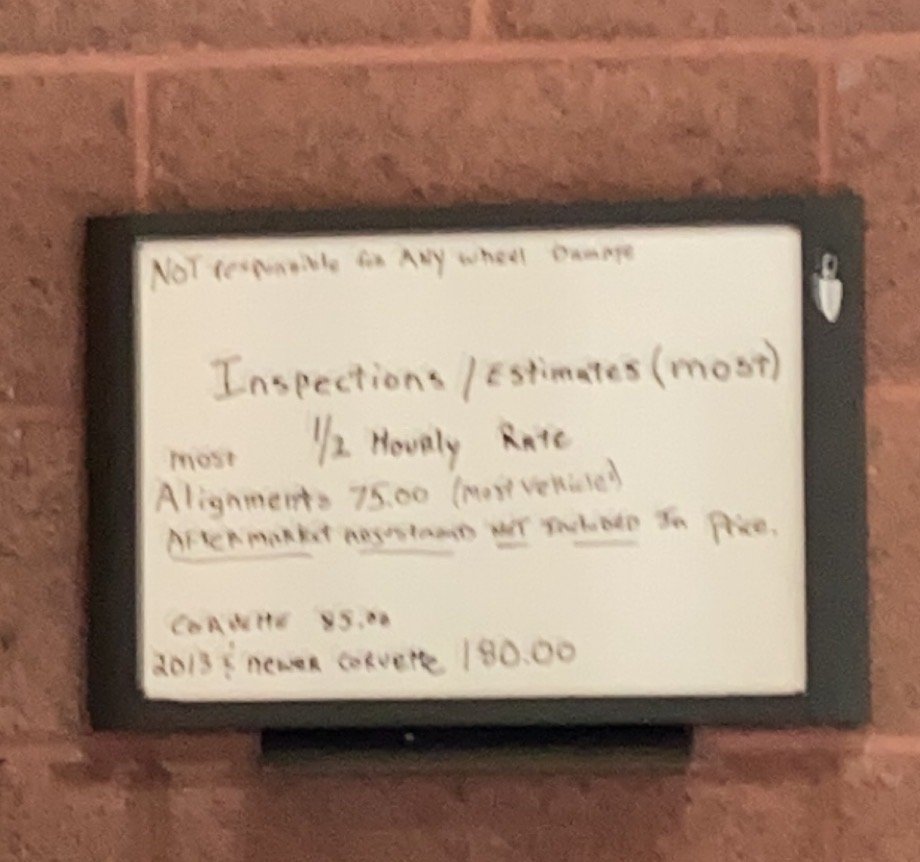 NOT responsible for ANY wheel Damage
Inspections / Estimates (most)
1/2 Hourly Rate
most
Alignments 75.00 (most vehicles)
Aftermarket adjustments NOT Included In Price.
Corvette 85.00
2013 & newer corvette 180.00